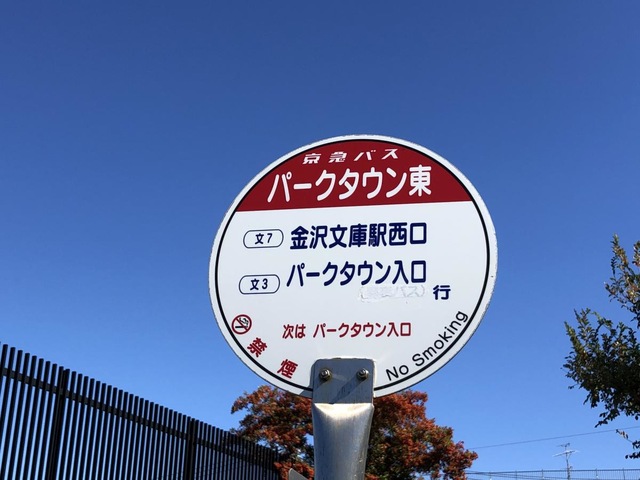 京急バス
パークタウン東
文7 金沢文庫駅西口
文3 パークタウン入口
行
次は パークタウン入口
禁煙
No Smoking